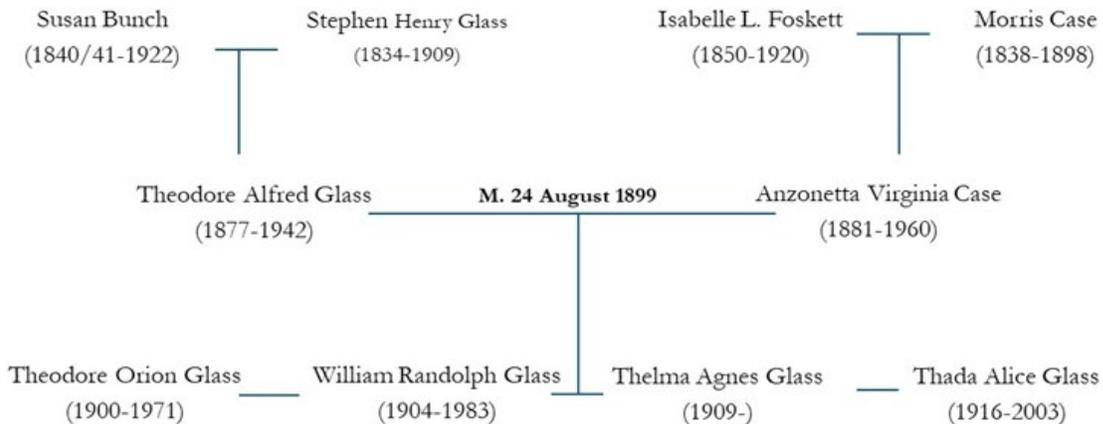 Susan Bunch
(1840/41-1922)
Stephen Henry Glass
(1834-1909)
Isabelle L. Foskett
(1850-1920)
Morris Case
(1838-1898)
Theodore Alfred Glass
(1877-1942)
M. 24 August 1899
Anzonetta Virginia Case
(1881-1960)
Theodore Orion Glass
(1900-1971)
William Randolph Glass
(1904-1983)
Thelma Agnes Glass
(1909-)
Thada Alice Glass
(1916-2003)